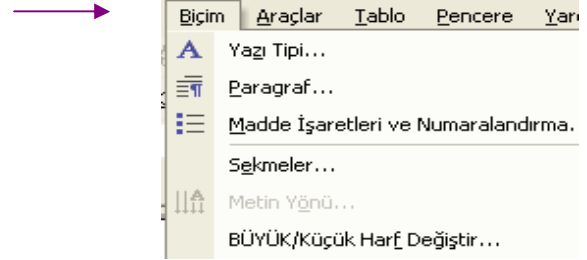 Biçim Araçlar Tablo Pencere
Yazı Tipi...
Paragraf...
Madde İşaretleri ve Numaralandırma.
Sekmeler...
Metin Yönü...
BÜYÜK/Küçük Harf Değiştir...